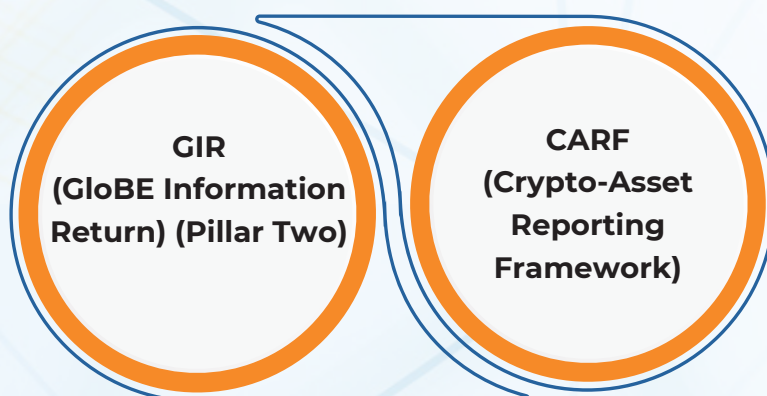 GIR
(GloBE Information
Return) (Pillar Two)
CARF
(Crypto-Asset
Reporting
Framework)